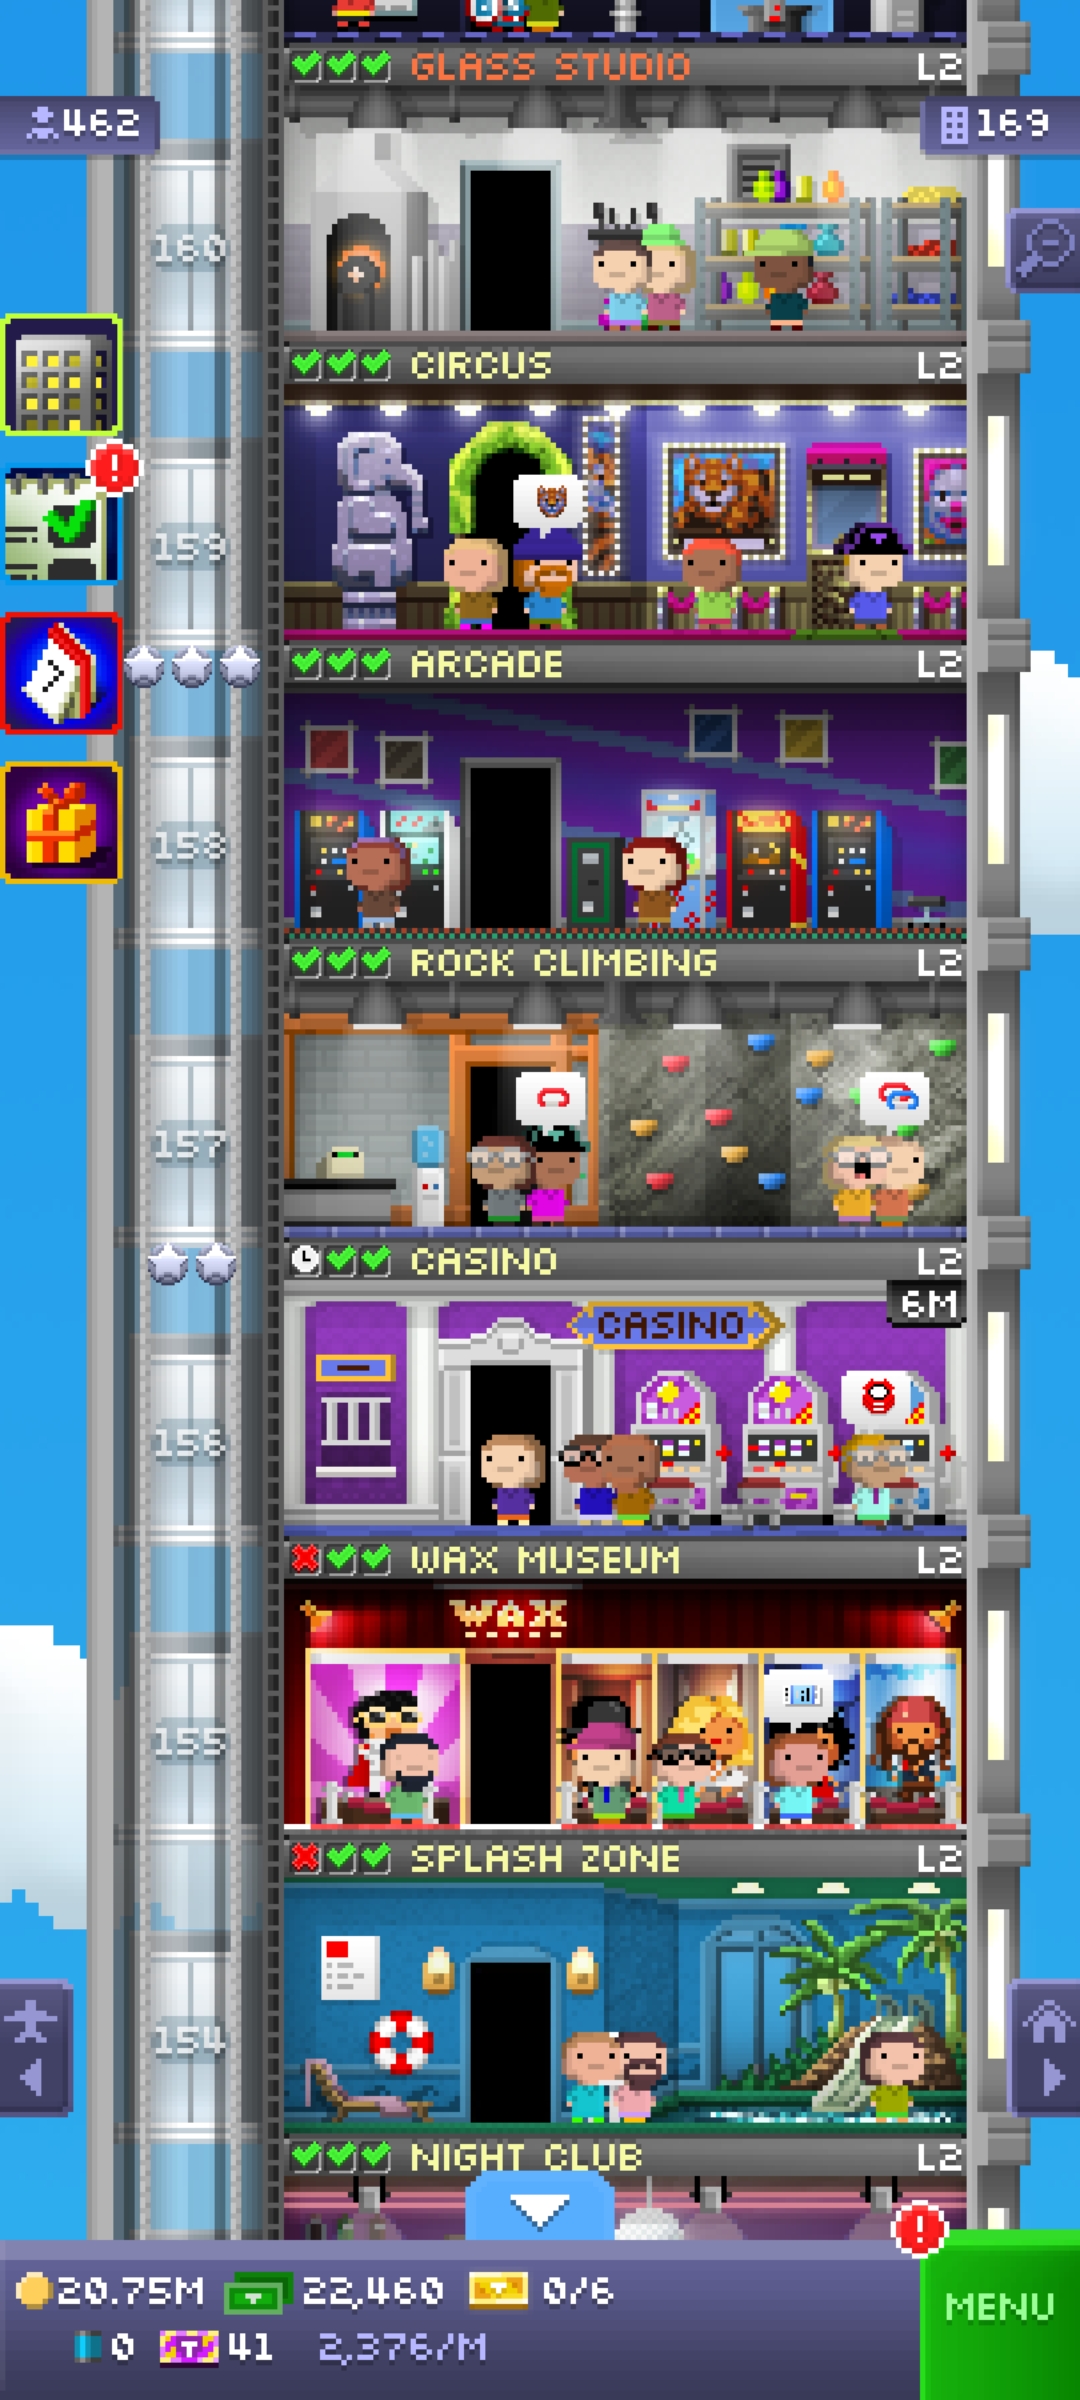 GLASS STUDIO L2
462
169
160
CIRCUS L2
159
ARCADE L2
158
ROCK CLIMBING L2
157
CASINO L2
6M
CASINO
156
WAX MUSEUM L2
WAX
155
SPLASH ZONE L2
154
NIGHT CLUB L2
20.75M 22,460 0/6
0 41 2,376/M
MENU